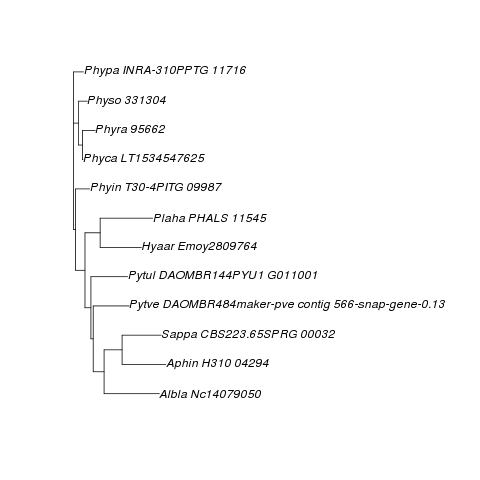 Phypa INRA-310PPTG 11716
Physo 331304
Phyra 95662
Phyca LT1534547625
Phyin T30-4PITG 09987
Plaha PHALS 11545
Hyaar Emoy2809764
Pytul DAOMBR144PYU1 G011001
Pytve DAOMBR484maker-pve contig 566-snap-gene-0.13
Sappa CBS223.65SPRG 00032
Aphin H310 04294
Albla Nc14079050